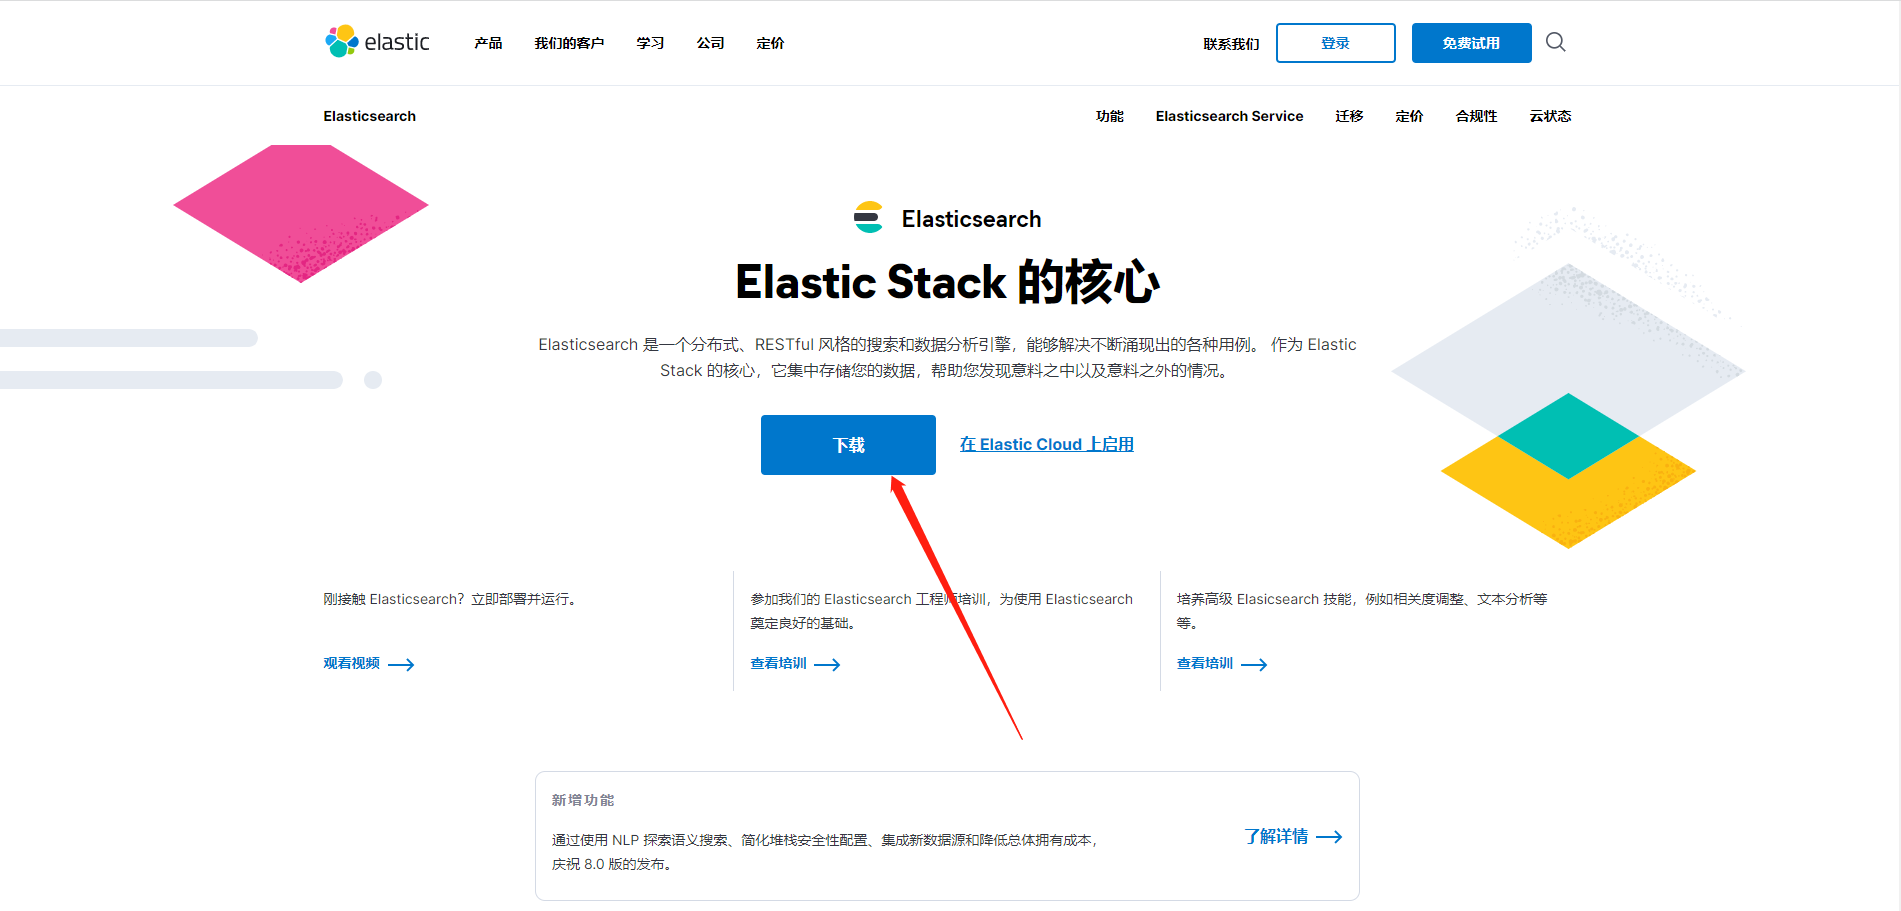 elastic
产品 我们的客户 学习 公司 定价
联系我们 登录 免费试用
Elasticsearch
功能 Elasticsearch Service 迁移 定价 合规性 云状态
Elasticsearch
Elastic Stack 的核心
Elasticsearch 是一个分布式、RESTful 风格的搜索和数据分析引擎，能够解决不断涌现出的各种用例。 作为 Elastic
Stack 的核心，它集中存储您的数据，帮助您发现意料之中以及意料之外的情况。
下载 在 Elastic Cloud 上启用
刚接触 Elasticsearch？立即部署并运行。
观看视频
参加我们的 Elasticsearch 工程师培训，为使用 Elasticsearch
奠定良好的基础。
查看培训
培养高级 Elasicsearch 技能，例如相关度调整、文本分析等
等。
查看培训
新增功能
通过使用 NLP 探索语义搜索、简化堆栈安全性配置、集成新数据源和降低总体拥有成本，
庆祝 8.0 版的发布。
了解详情